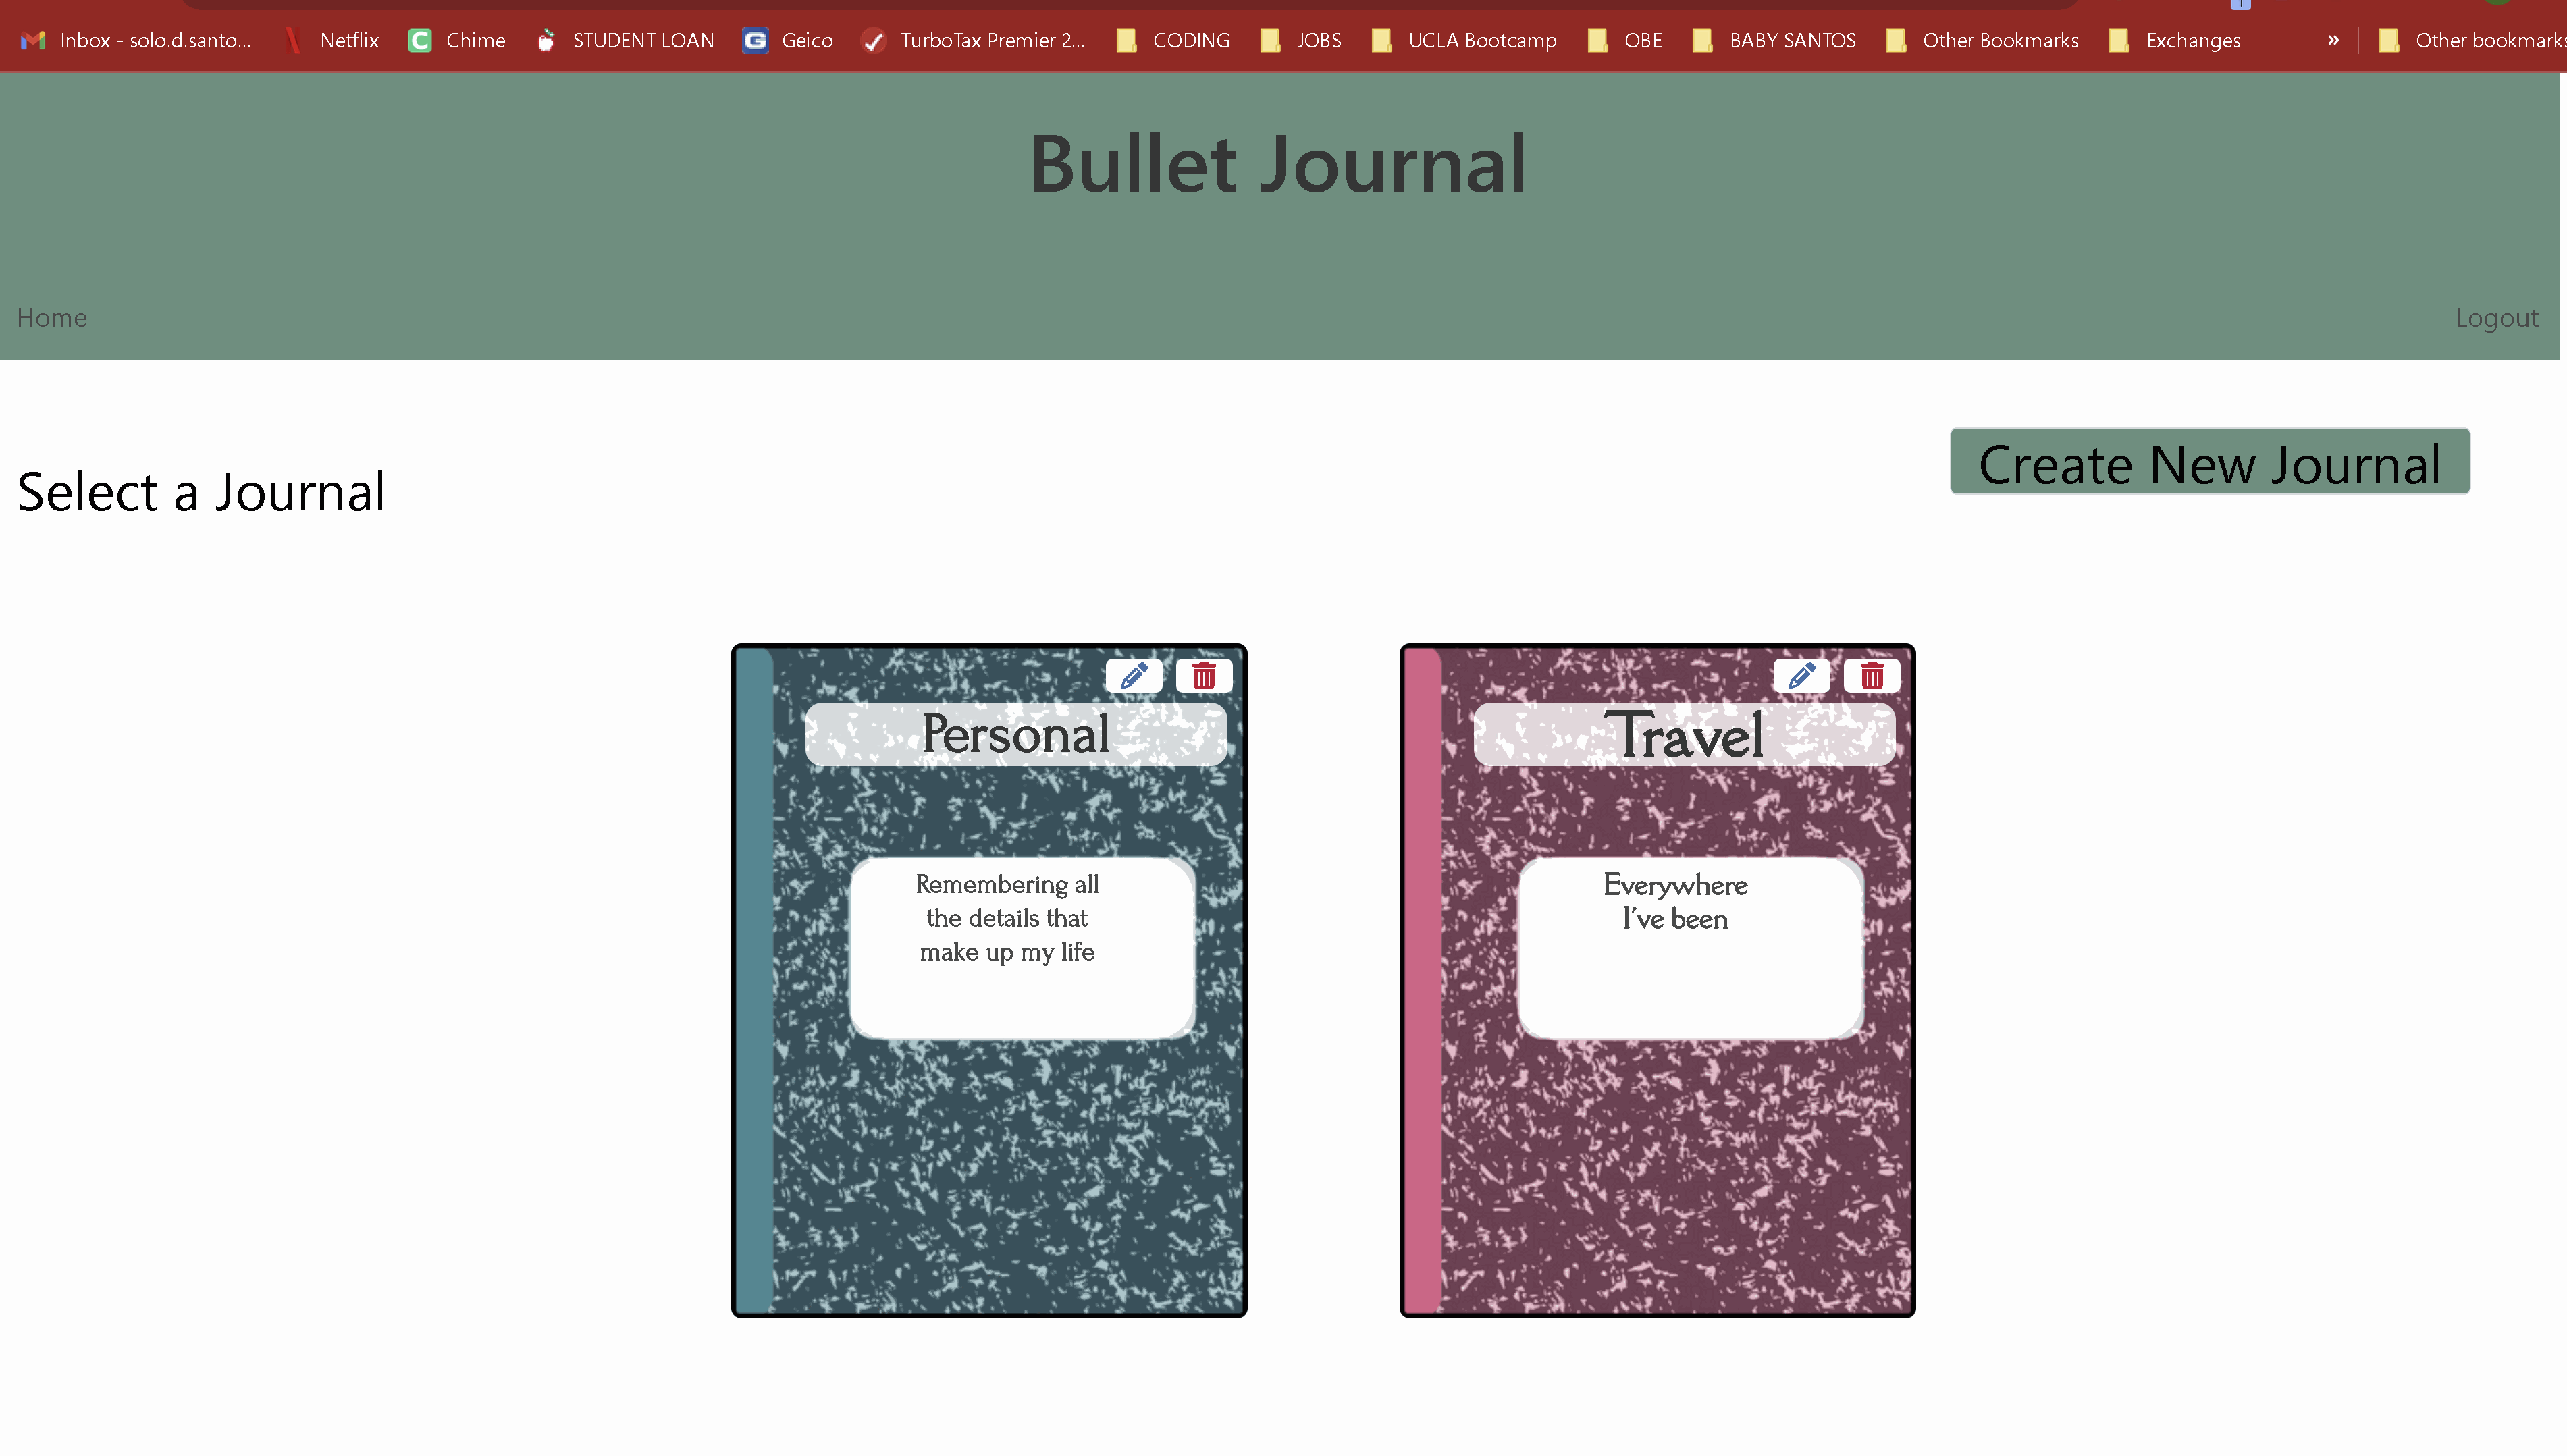 Inbox - solo.d.santo... Netflix Chime STUDENT LOAN Geico TurboTax Premier 2... CODING JOBS UCLA Bootcamp OBE BABY SANTOS Other Bookmarks Exchanges » Other bookmarks
Bullet Journal
Home Logout
Create New Journal
Select a Journal
Personal
Remembering all
the details that
make up my life
Travel
Everywhere
I've been